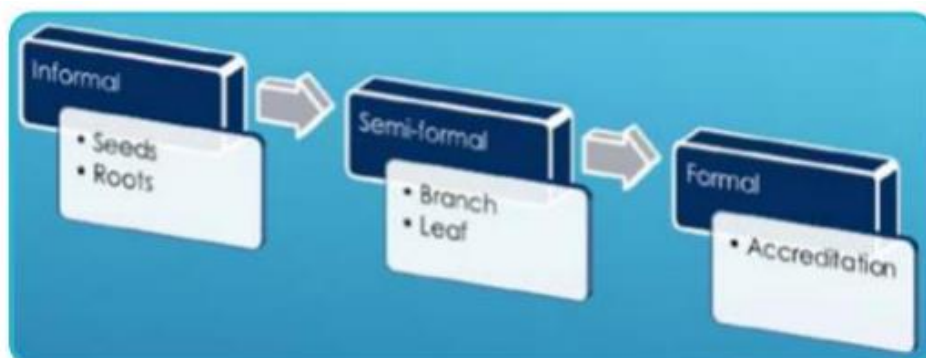 Informal
• Seeds
• Roots
Semi-formal
• Branch
• Leaf
Formal
• Accreditation